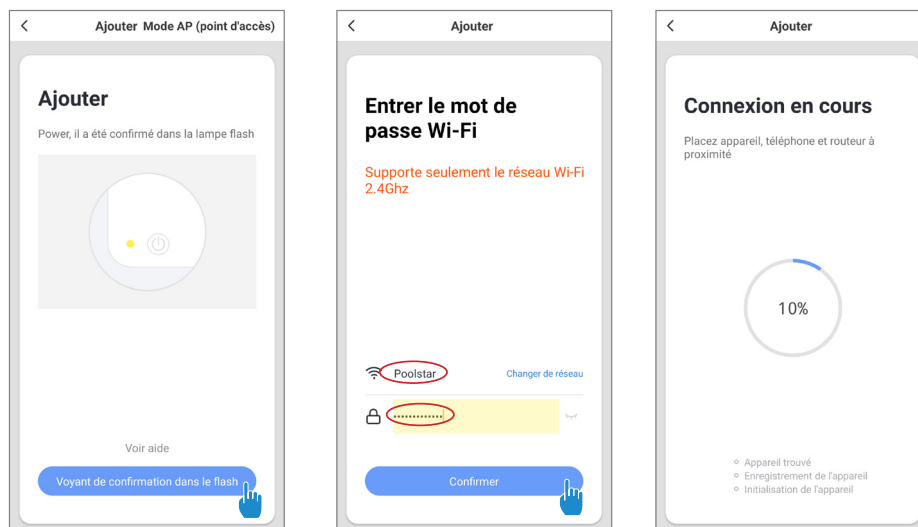 Ajouter Mode AP (point d'accès)
Ajouter
Power, il a été confirmé dans la lampe flash
Voir aide
Voyant de confirmation dans le flash
Ajouter
Entrer le mot de
passe Wi-Fi
Supporte seulement le réseau Wi-Fi
2.4Ghz
Poolstar
Changer de réseau
••••••••••••
Confirmer
Ajouter
Connexion en cours
Placez appareil, téléphone et routeur à
proximité
10%
Appareil trouvé
Enregistrement de l'appareil
Initialisation de l'appareil